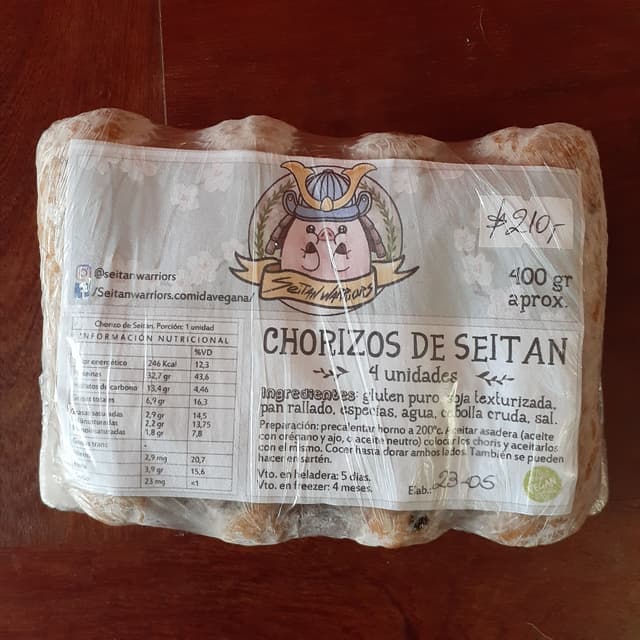 SEITAN WARRIORS
$210,-
@seitanwarriors
/Seitanwarriors.comidavegana/
400 gr
aprox.
Chorizo de Seitan. Porción: 1 unidad
INFORMACIÓN NUTRICIONAL
%VD
energético 246 Kcal 12,3
32,7 gr 43,6
de carbono 13,4 gr 4,46
6,9 gr 16,3
saturadas 2,9 gr 14,5
2,2 gr 13,75
1,8 gr 7,8
trans
2,9 mg 20,7
3,9 gr 15,6
23 mg <1
CHORIZOS DE SEITAN
4 unidades
Ingredientes: gluten puro, soja texturizada,
pan rallado, especias, agua, cebolla cruda, sal.
Preparación: precalentar horno a 200°c. Aceitar asadera (aceite
con orégano y ajo, o aceite neutro) colocar los choris y aceitarlos
con el mismo. Cocer hasta dorar ambos lados. También se pueden
hacer en sartén.
Vto. en heladera: 5 días.
Vto. en freezer: 4 meses.
Elab.: 23-05